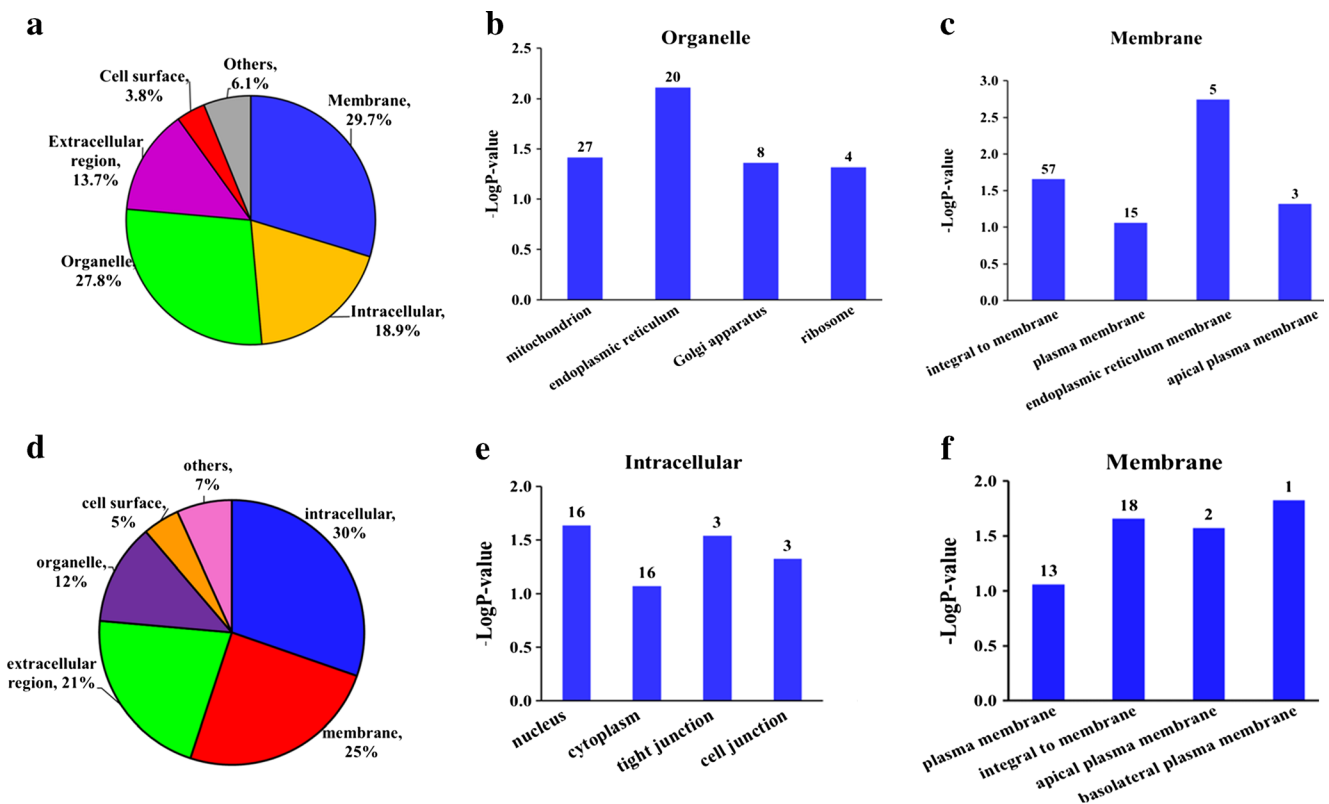 a
Others,
6.1%
Cell surface,
3.8%
Membrane,
29.7%
Extracellular
region,
13.7%
Organelle,
27.8%
Intracellular,
18.9%
b
Organelle
-LogP-value
2.5
2.0
1.5
1.0
0.5
0.0
27
20
8
4
mitochondrion
endoplasmic reticulum
Golgi apparatus
ribosome
c
Membrane
-LogP-value
3.0
2.5
2.0
1.5
1.0
0.5
0.0
57
15
5
3
integral to membrane
plasma membrane
endoplasmic reticulum membrane
apical plasma membrane
d
others,
7%
cell surface,
5%
intracellular,
30%
organelle,
12%
extracellular
region, 21%
membrane,
25%
e
Intracellular
-LogP-value
2.0
1.5
1.0
0.5
0.0
16
16
3
3
nucleus
cytoplasm
tight junction
cell junction
f
Membrane
-LogP-value
2.0
1.5
1.0
0.5
0.0
13
18
2
1
plasma membrane
integral to membrane
apical plasma membrane
basolateral plasma membrane